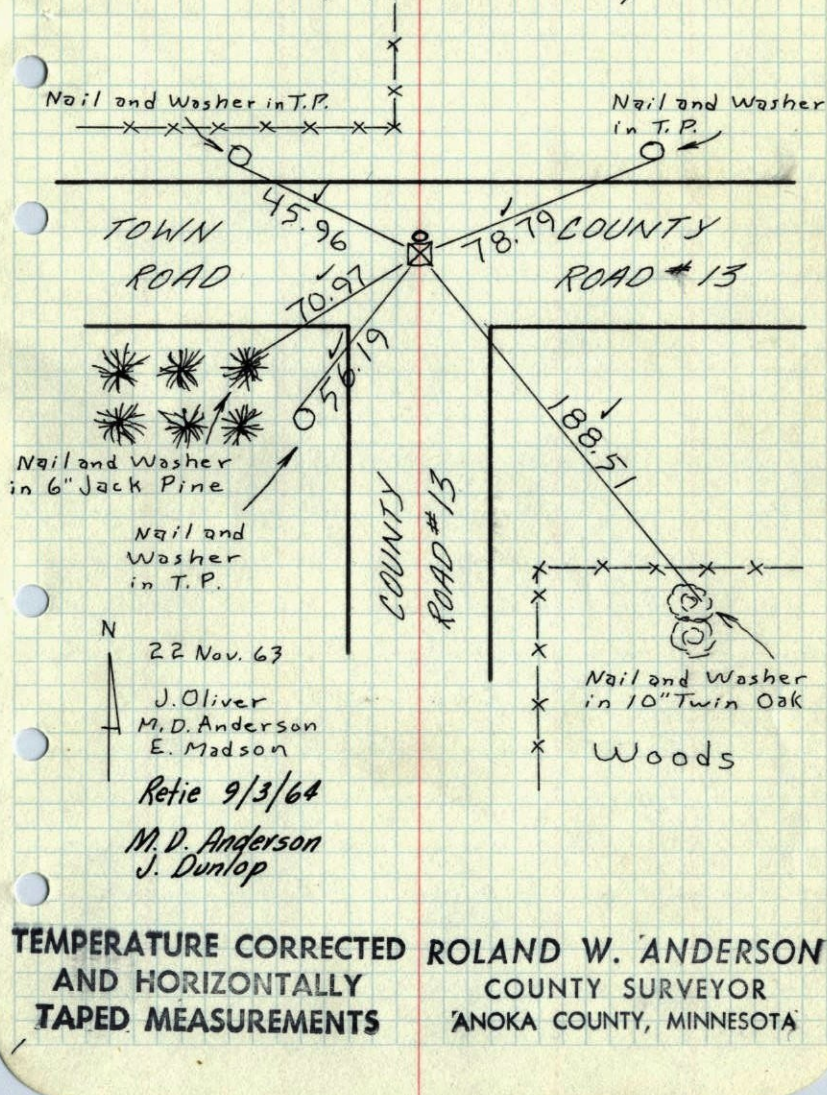 Nail and Washer in T.P.
Nail and Washer
in T.P.
45.96
78.79
TOWN
ROAD
COUNTY
ROAD #13
70.97
56.19
188.51
Nail and Washer
in 6" Jack Pine
Nail and
Washer
in T.P.
COUNTY
ROAD #13
Nail and Washer
in 10" Twin Oak
Woods
N
22 Nov. 63
J. Oliver
M.D. Anderson
E. Madson
Retie 9/3/64
M.D. Anderson
J. Dunlop
TEMPERATURE CORRECTED
AND HORIZONTALLY
TAPED MEASUREMENTS
ROLAND W. ANDERSON
COUNTY SURVEYOR
ANOKA COUNTY, MINNESOTA